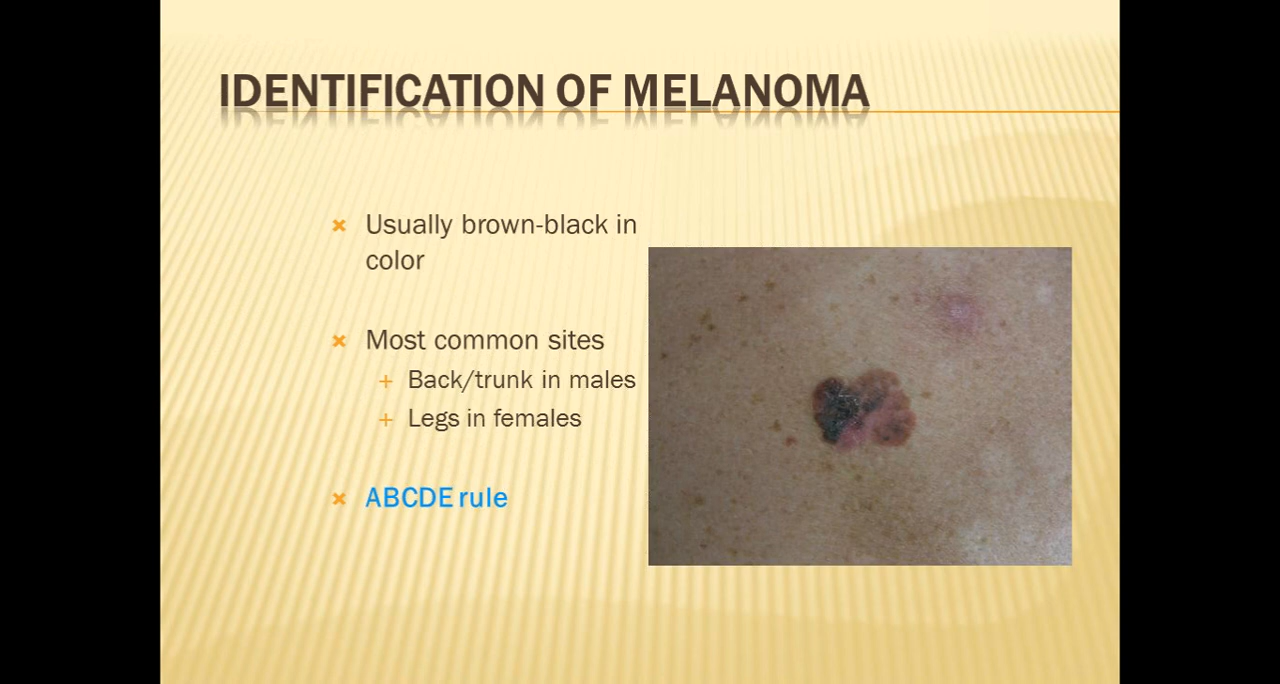 IDENTIFICATION OF MELANOMA
Usually brown-black in
color
Most common sites
Back/trunk in males
Legs in females
ABCDE rule